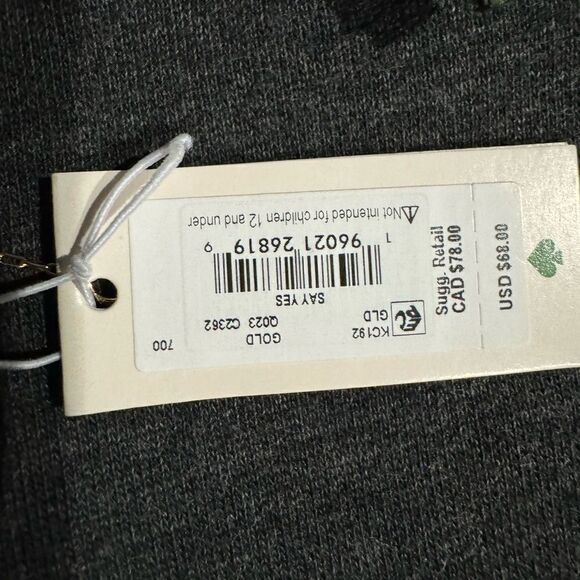 KC192
GLD
GOLD
Q023 C2362
700
SAY YES
1 96021 26819 9
⚠Not intended for children 12 and under
Sugg. Retail
CAD $78.00
USD $68.00